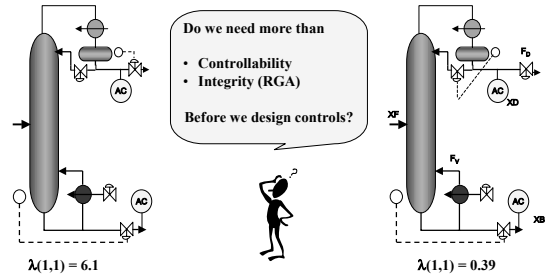 Do we need more than
• Controllability
• Integrity (RGA)
Before we design controls?
?
AC
AC
λ(1,1) = 6.1
F_D
AC
XD
XF
F_V
AC
XB
λ(1,1) = 0.39